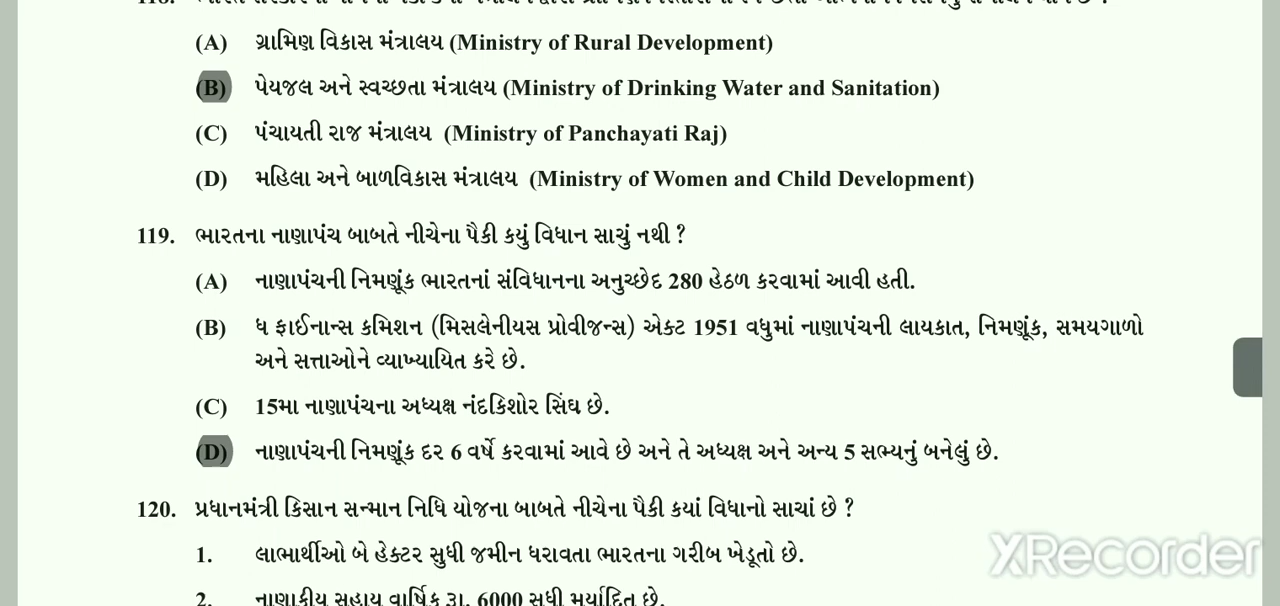 (A) ગ્રામિણ વિકાસ મંત્રાલય (Ministry of Rural Development)
(B) પેયજલ અને સ્વચ્છતા મંત્રાલય (Ministry of Drinking Water and Sanitation)
(C) પંચાયતી રાજ મંત્રાલય (Ministry of Panchayati Raj)
(D) મહિલા અને બાળવિકાસ મંત્રાલય (Ministry of Women and Child Development)
119. ભારતના નાણાપંચ બાબતે નીચેના પૈકી કયું વિધાન સાચું નથી ?
(A) નાણાપંચની નિમણૂંક ભારતનાં સંવિધાનના અનુચ્છેદ 280 હેઠળ કરવામાં આવી હતી.
(B) ધ ફાઈનાન્સ કમિશન (મિસલેનીયસ પ્રોવીજન્સ) એક્ટ 1951 વધુમાં નાણાપંચની લાયકાત, નિમણૂંક, સમયગાળો
અને સત્તાઓને વ્યાખ્યાયિત કરે છે.
(C) 15મા નાણાપંચના અધ્યક્ષ નંદકિશોર સિંઘ છે.
(D) નાણાપંચની નિમણૂંક દર 6 વર્ષે કરવામાં આવે છે અને તે અધ્યક્ષ અને અન્ય 5 સભ્યનું બનેલું છે.
120. પ્રધાનમંત્રી કિસાન સન્માન નિધિ યોજના બાબતે નીચેના પૈકી કયાં વિધાનો સાચાં છે ?
1. લાભાર્થીઓ બે હેક્ટર સુધી જમીન ધરાવતા ભારતના ગરીબ ખેડૂતો છે.
2. નાણાકીય સહાય વાર્ષિક રૂા. 6000 સુધી મર્યાદિત છે.
XRecorder